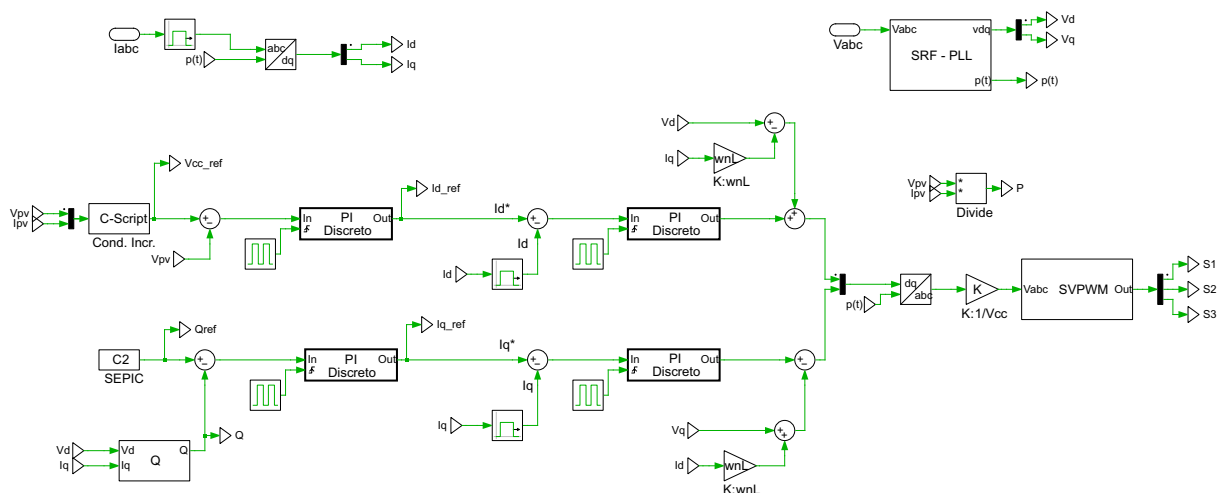 Iabc
p(t)
abc
dq
Id
Iq
Vabc
Vabc
vdq
SRF - PLL
p(t)
Vd
Vq
p(t)
Vd
+
−
Iq
wnL
K:wnL
Vcc_ref
Vpv
Ipv
C-Script
Cond. Incr.
+
−
Vpv
In
PI
Out
Discreto
Id_ref
Id*
+
−
Id
Id
In
PI
Out
Discreto
+
+
Vpv
Ipv
*
*
Divide
P
p(t)
dq
abc
K
K:1/Vcc
Vabc
SVPWM
Out
S1
S2
S3
Qref
C2
SEPIC
+
−
In
PI
Out
Discreto
Iq_ref
Iq*
+
−
Iq
Iq
In
PI
Out
Discreto
+
−
Q
Vd
Iq
Vd
Iq
Q
Q
Vq
+
+
Id
wnL
K:wnL